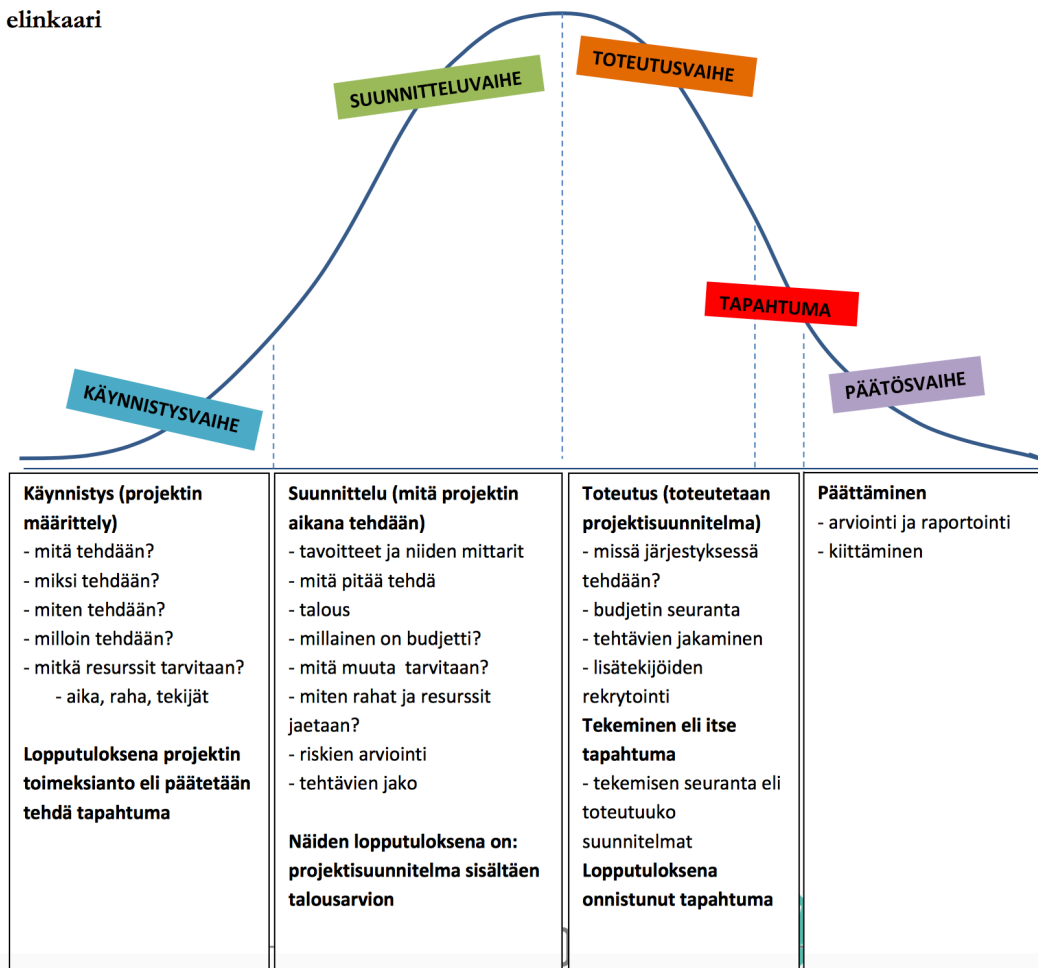 elinkaari
SUUNNITTELUVAIHE
TOTEUTUSVAIHE
TAPAHTUMA
KÄYNNISTYSVAIHE
PÄÄTÖSVAIHE
Käynnistys (projektin
määrittely)
- mitä tehdään?
- miksi tehdään?
- miten tehdään?
- milloin tehdään?
- mitkä resurssit tarvitaan?
- aika, raha, tekijät
Lopputuloksena projektin
toimeksianto eli päätetään
tehdä tapahtuma
Suunnittelu (mitä projektin
aikana tehdään)
- tavoitteet ja niiden mittarit
- mitä pitää tehdä
- talous
- millainen on budjetti?
- mitä muuta tarvitaan?
- miten rahat ja resurssit
jaetaan?
- riskien arviointi
- tehtävien jako
Näiden lopputuloksena on:
projektisuunnitelma sisältäen
talousarvion
Toteutus (toteutetaan
projektisuunnitelma)
- missä järjestyksessä
tehdään?
- budjetin seuranta
- tehtävien jakaminen
- lisätekijöiden
rekrytointi
Tekeminen eli itse
tapahtuma
- tekemisen seuranta eli
toteutuuko
suunnitelmat
Lopputuloksena
onnistunut tapahtuma
Päättäminen
- arviointi ja raportointi
- kiittäminen